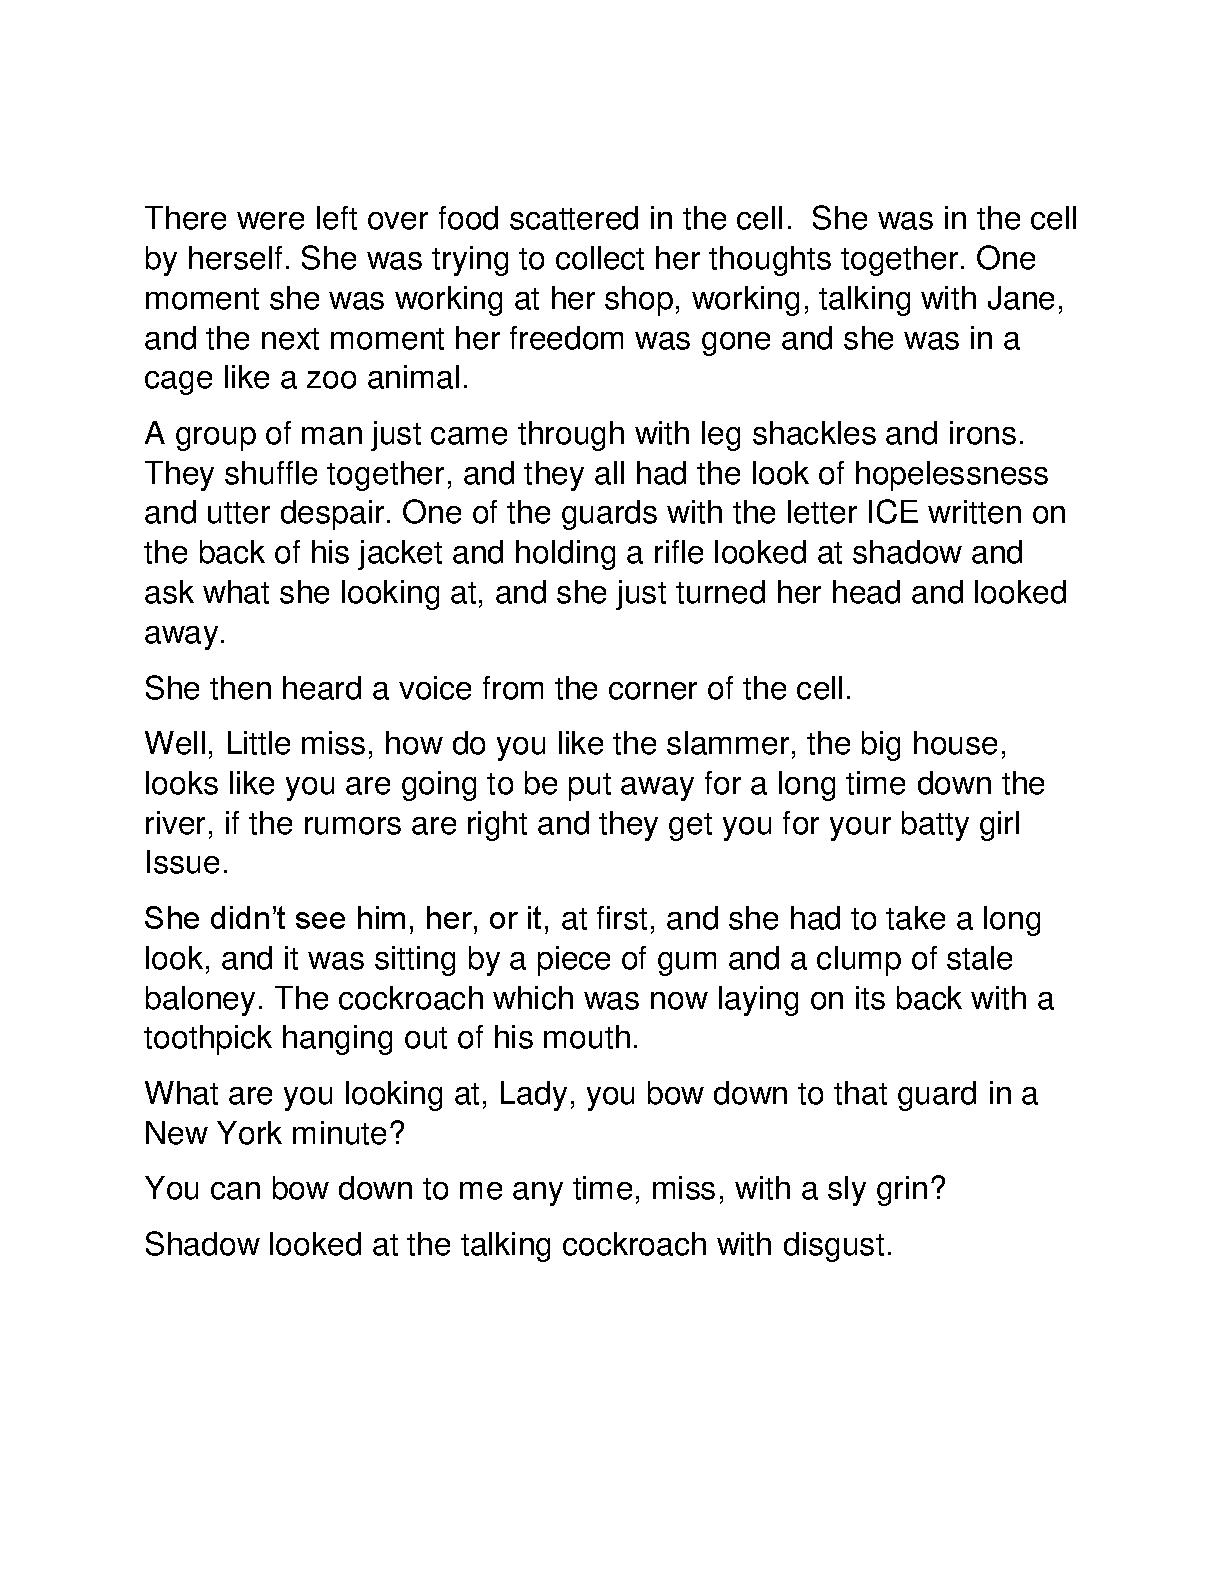 There were left over food scattered in the cell.  She was in the cell
by herself. She was trying to collect her thoughts together. One
moment she was working at her shop, working, talking with Jane,
and the next moment her freedom was gone and she was in a
cage like a zoo animal.
A group of man just came through with leg shackles and irons.
They shuffle together, and they all had the look of hopelessness
and utter despair. One of the guards with the letter ICE written on
the back of his jacket and holding a rifle looked at shadow and
ask what she looking at, and she just turned her head and looked
away.
She then heard a voice from the corner of the cell.
Well, Little miss, how do you like the slammer, the big house,
looks like you are going to be put away for a long time down the
river, if the rumors are right and they get you for your batty girl
Issue.
She didn’t see him, her, or it, at first, and she had to take a long
look, and it was sitting by a piece of gum and a clump of stale
baloney. The cockroach which was now laying on its back with a
toothpick hanging out of his mouth.
What are you looking at, Lady, you bow down to that guard in a
New York minute?
You can bow down to me any time, miss, with a sly grin?
Shadow looked at the talking cockroach with disgust.